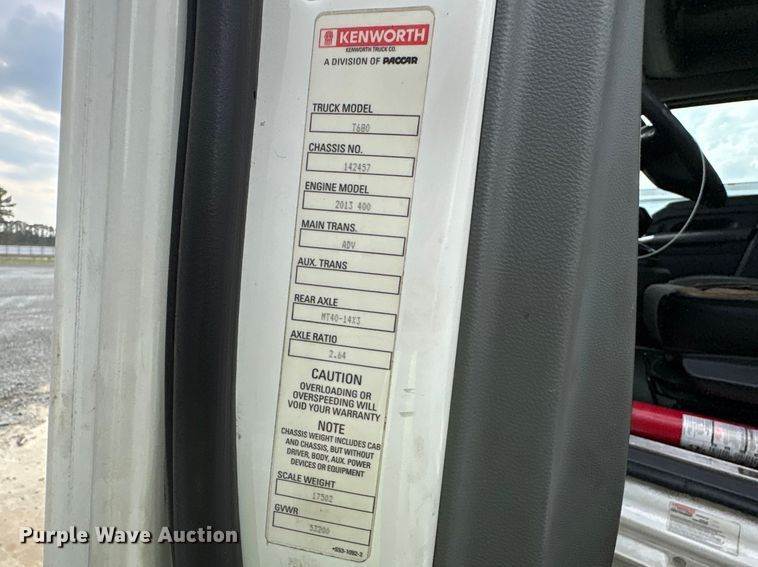 KENWORTH
KENWORTH TRUCK CO.
A DIVISION OF PACCAR
TRUCK MODEL
T680
CHASSIS NO.
142457
ENGINE MODEL
2013 400
MAIN TRANS.
ADV
AUX. TRANS
REAR AXLE
MT40-14X3
AXLE RATIO
2.64
CAUTION
OVERLOADING OR
OVERSPEEDING WILL
VOID YOUR WARRANTY
NOTE
CHASSIS WEIGHT INCLUDES CAB
AND CHASSIS, BUT WITHOUT
DRIVER, BODY, AUX. POWER
DEVICES OR EQUIPMENT
SCALE WEIGHT
17502
GVWR
53200
Purple Wave Auction